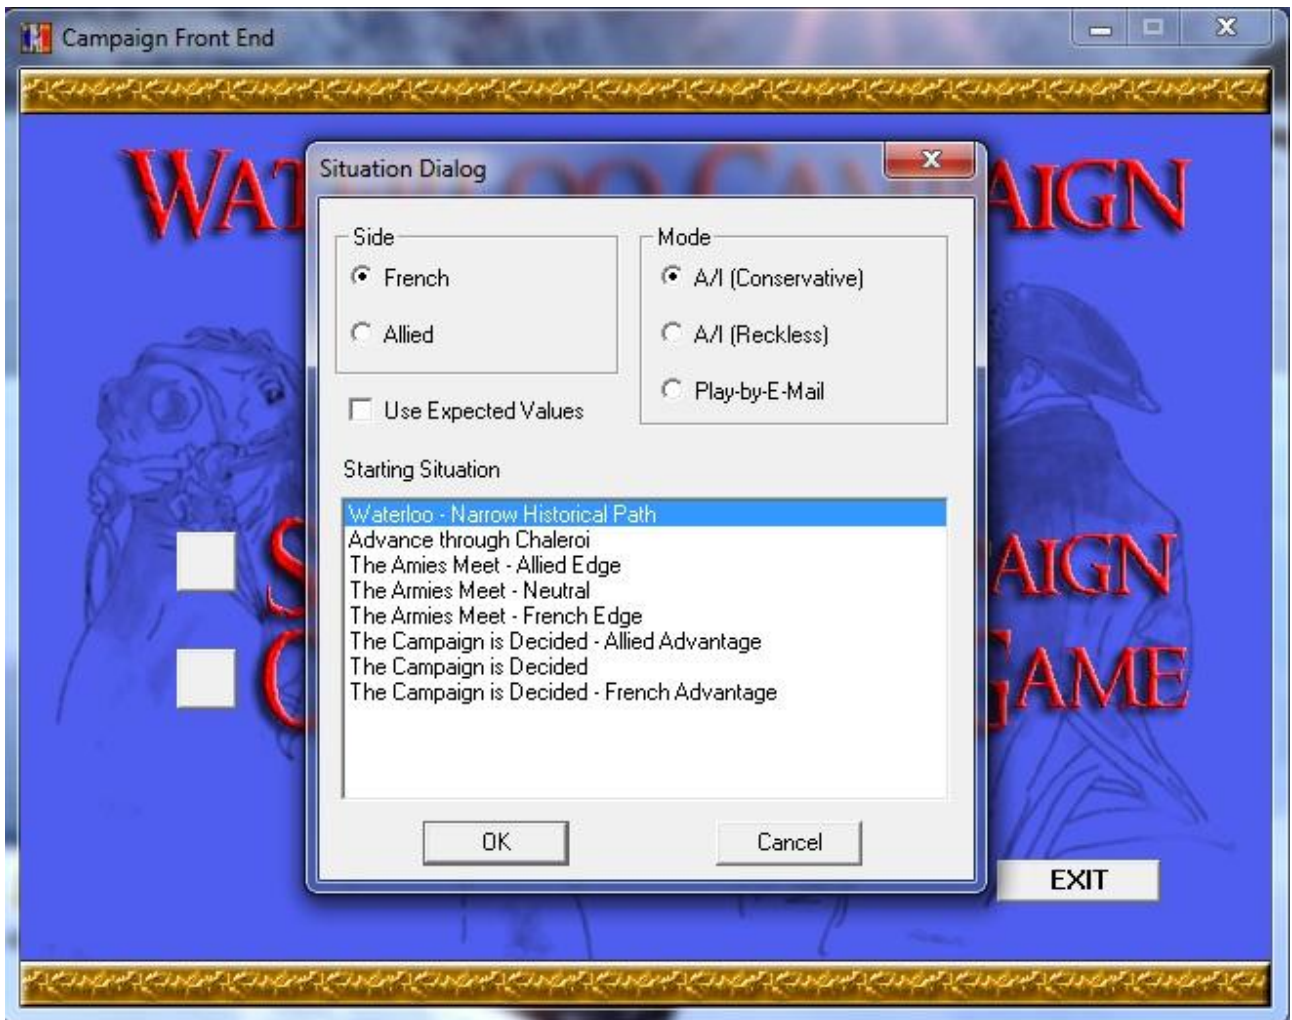 Campaign Front End
WATERLOO CAMPAIGN
Situation Dialog
Side
French
Allied
Mode
A/I (Conservative)
A/I (Reckless)
Play-by-E-Mail
Use Expected Values
Starting Situation
Waterloo - Narrow Historical Path
Advance through Chaleroi
The Amies Meet - Allied Edge
The Armies Meet - Neutral
The Armies Meet - French Edge
The Campaign is Decided - Allied Advantage
The Campaign is Decided
The Campaign is Decided - French Advantage
OK
Cancel
GAME
EXIT